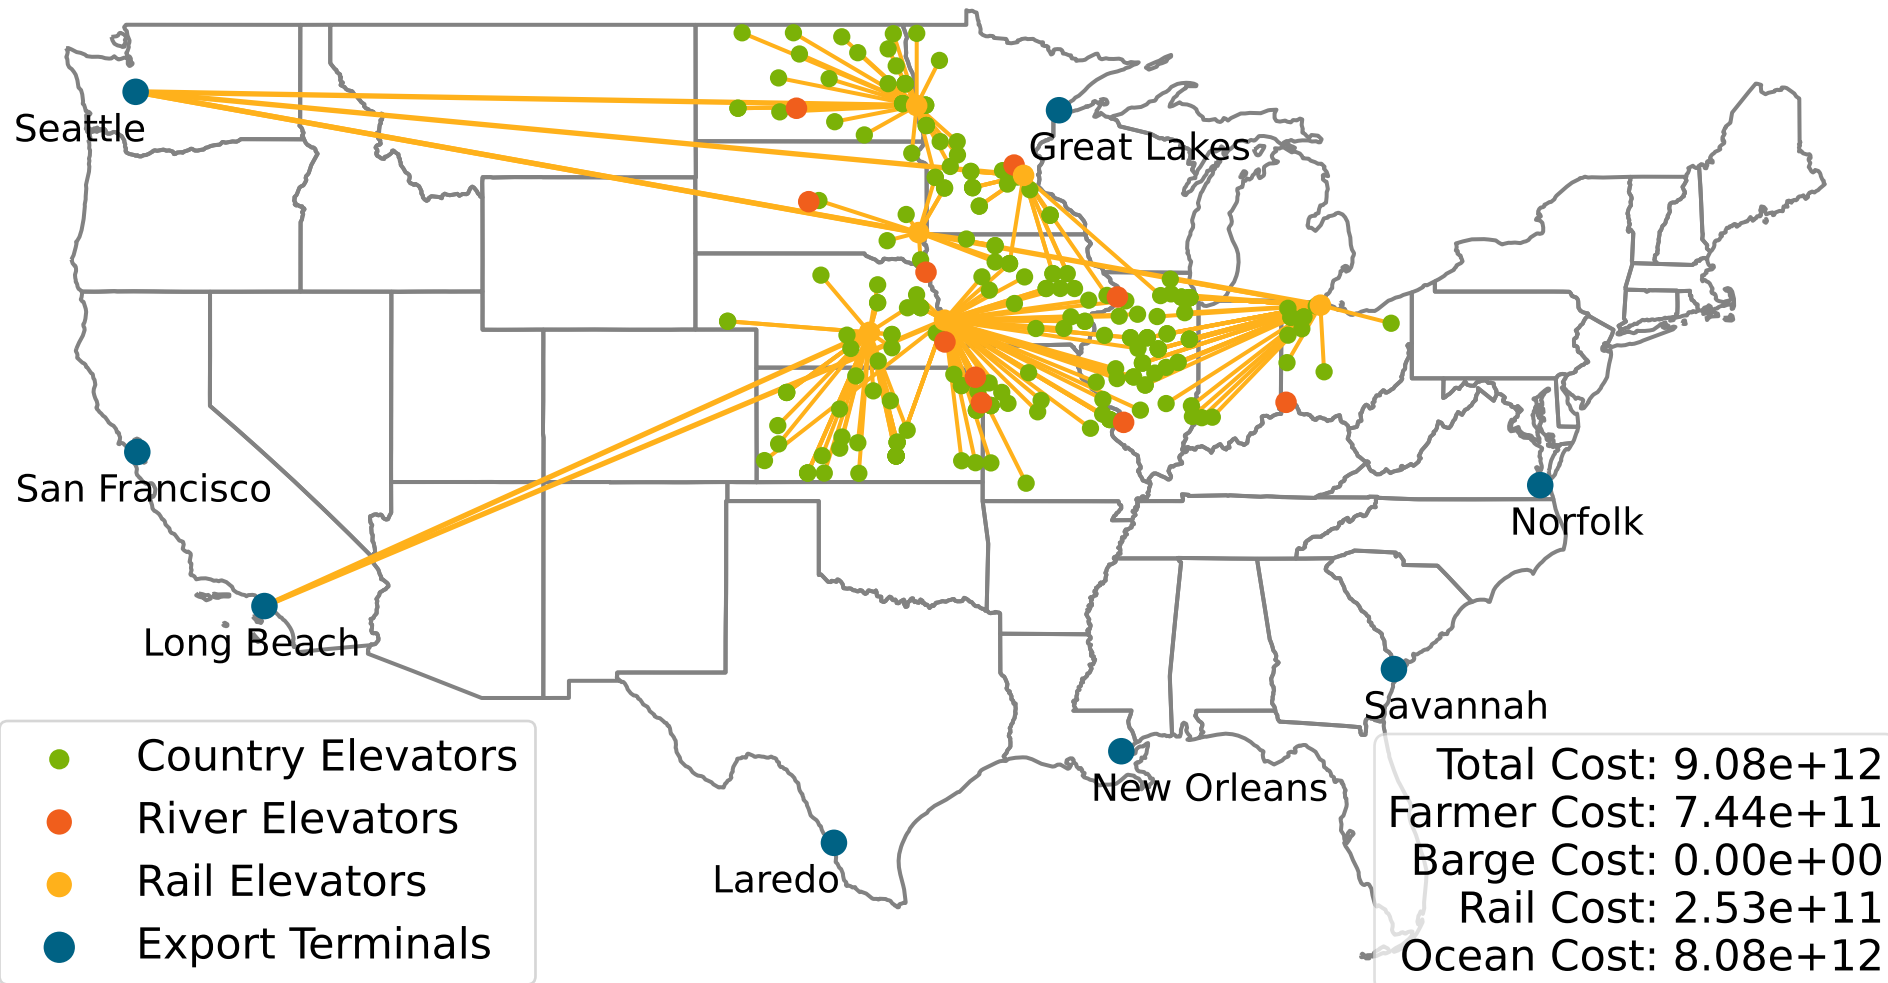 Seattle
Great Lakes
San Francisco
Norfolk
Long Beach
Savannah
New Orleans
Laredo
Country Elevators
River Elevators
Rail Elevators
Export Terminals
Total Cost: 9.08e+12
Farmer Cost: 7.44e+11
Barge Cost: 0.00e+00
Rail Cost: 2.53e+11
Ocean Cost: 8.08e+12